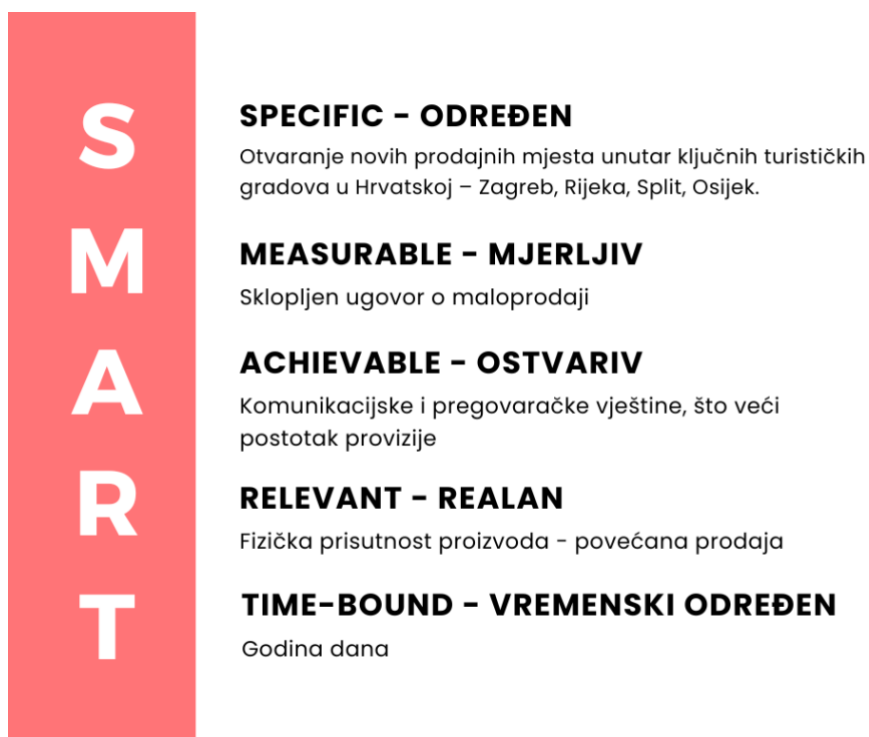 S
SPECIFIC - ODREĐEN
Otvaranje novih prodajnih mjesta unutar ključnih turističkih
gradova u Hrvatskoj – Zagreb, Rijeka, Split, Osijek.
M
MEASURABLE - MJERLJIV
Sklopljen ugovor o maloprodaji
A
ACHIEVABLE - OSTVARIV
Komunikacijske i pregovaračke vještine, što veći
postotak provizije
R
RELEVANT - REALAN
Fizička prisutnost proizvoda - povećana prodaja
T
TIME-BOUND - VREMENSKI ODREĐEN
Godina dana